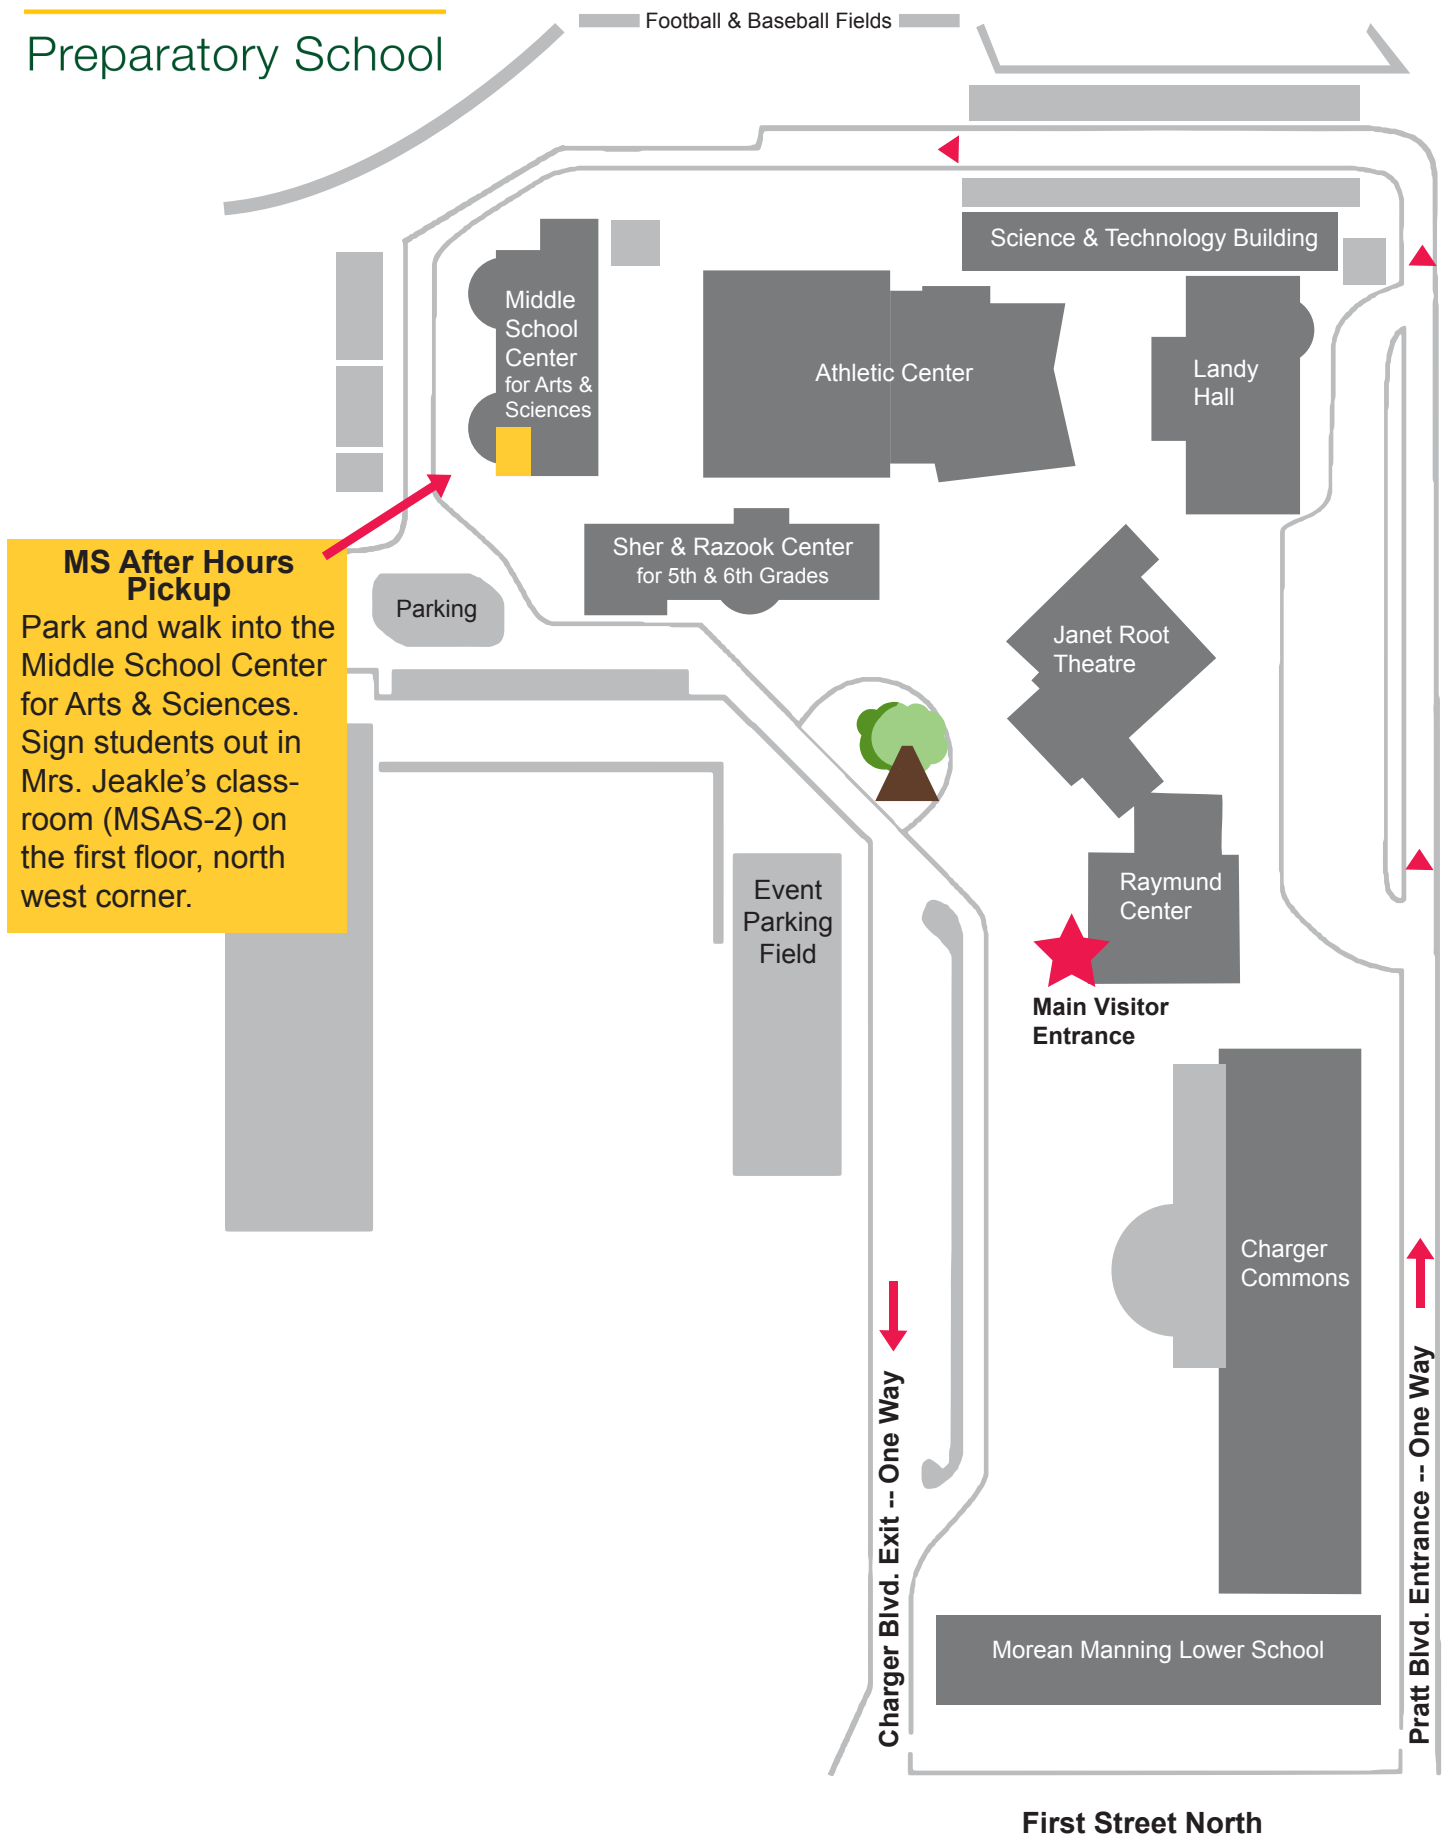 Preparatory School
Football & Baseball Fields
Science & Technology Building
Middle
School
Center
for Arts &
Sciences
Athletic Center
Landy
Hall
MS After Hours
Pickup
Park and walk into the
Middle School Center
for Arts & Sciences.
Sign students out in
Mrs. Jeakle's class-
room (MSAS-2) on
the first floor, north
west corner.
Sher & Razook Center
for 5th & 6th Grades
Parking
Janet Root
Theatre
Event
Parking
Field
Raymund
Center
Main Visitor
Entrance
Charger
Commons
Charger Blvd. Exit -- One Way
Pratt Blvd. Entrance -- One Way
Morean Manning Lower School
First Street North